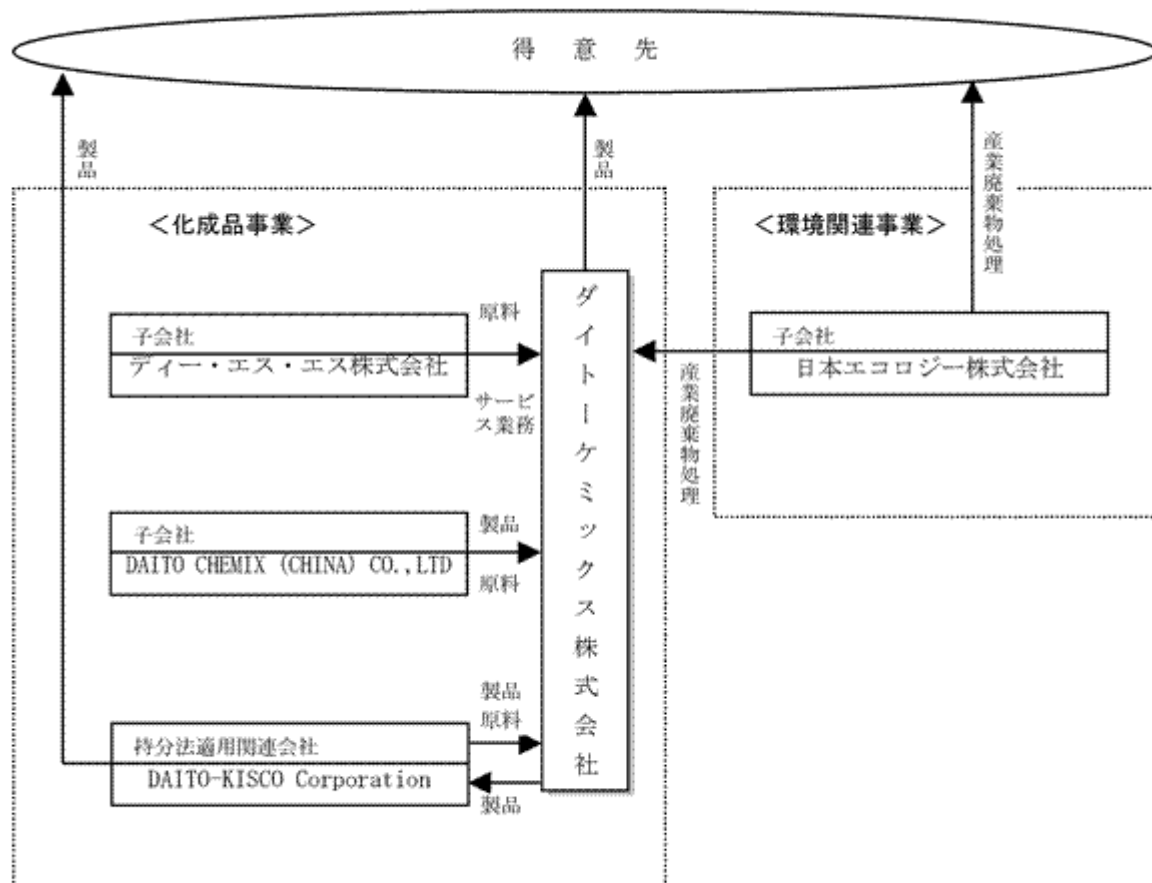 得意先
製品
製品
産業廃棄物処理
＜化成品事業＞
＜環境関連事業＞
子会社
ディー・エス・エス株式会社
原料
サービ
ス業務
ダイトーケミックス株式会社
子会社
日本エコロジー株式会社
産業廃棄物処理
子会社
DAITO CHEMIX (CHINA) CO.,LTD
製品
原料
持分法適用関連会社
DAITO-KISCO Corporation
製品
原料
製品